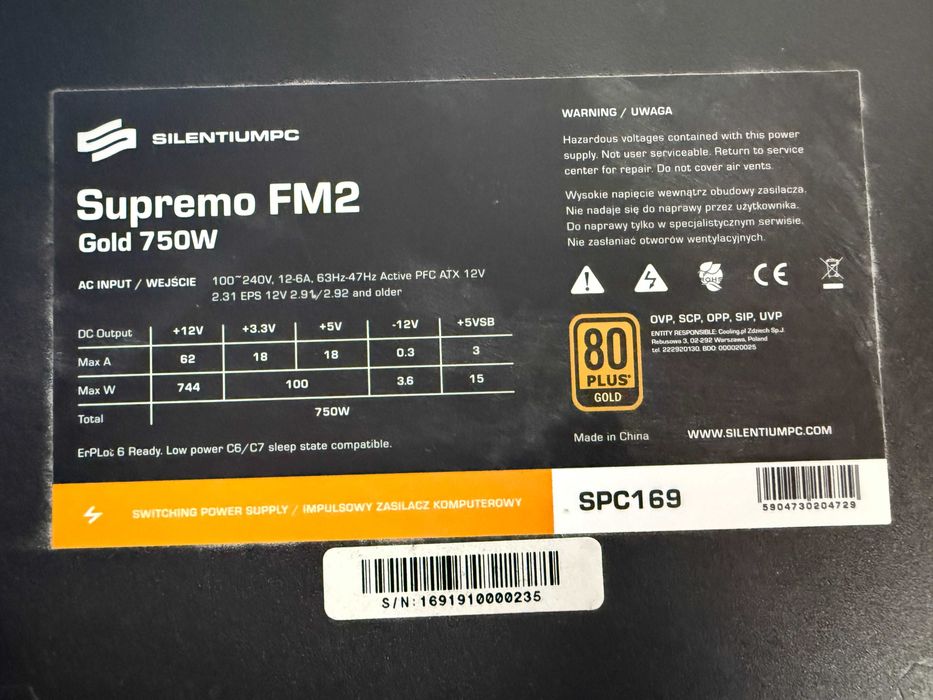 SILENTIUMPC
Supremo FM2
Gold 750W
AC INPUT / WEJŚCIE 100~240V, 12-6A, 63Hz-47Hz Active PFC ATX 12V
2.31 EPS 12V 2.91/2.92 and older
DC Output +12V +3.3V +5V -12V +5VSB
Max A 62 18 18 0.3 3
Max W 744 100 3.6 15
Total 750W
ErPLot 6 Ready. Low power C6/C7 sleep state compatible.
WARNING / UWAGA
Hazardous voltages contained with this power
supply. Not user serviceable. Return to service
center for repair. Do not cover air vents.
Wysokie napięcie wewnątrz obudowy zasilacza.
Nie nadaje się do naprawy przez użytkownika.
Do naprawy tylko w specjalistycznym serwisie.
Nie zasłaniać otworów wentylacyjnych.
RoHS
CE
80
PLUS®
GOLD
OVP, SCP, OPP, SIP, UVP
ENTITY RESPONSIBLE: Cooling.pl Zdziech Sp.J.
Rebusowa 3, 02-292 Warszawa, Poland
tel. 222920130, BDO: 000020025
Made in China
WWW.SILENTIUMPC.COM
SWITCHING POWER SUPPLY / IMPULSOWY ZASILACZ KOMPUTEROWY
SPC169
5904730204729
S/N:1691910000235